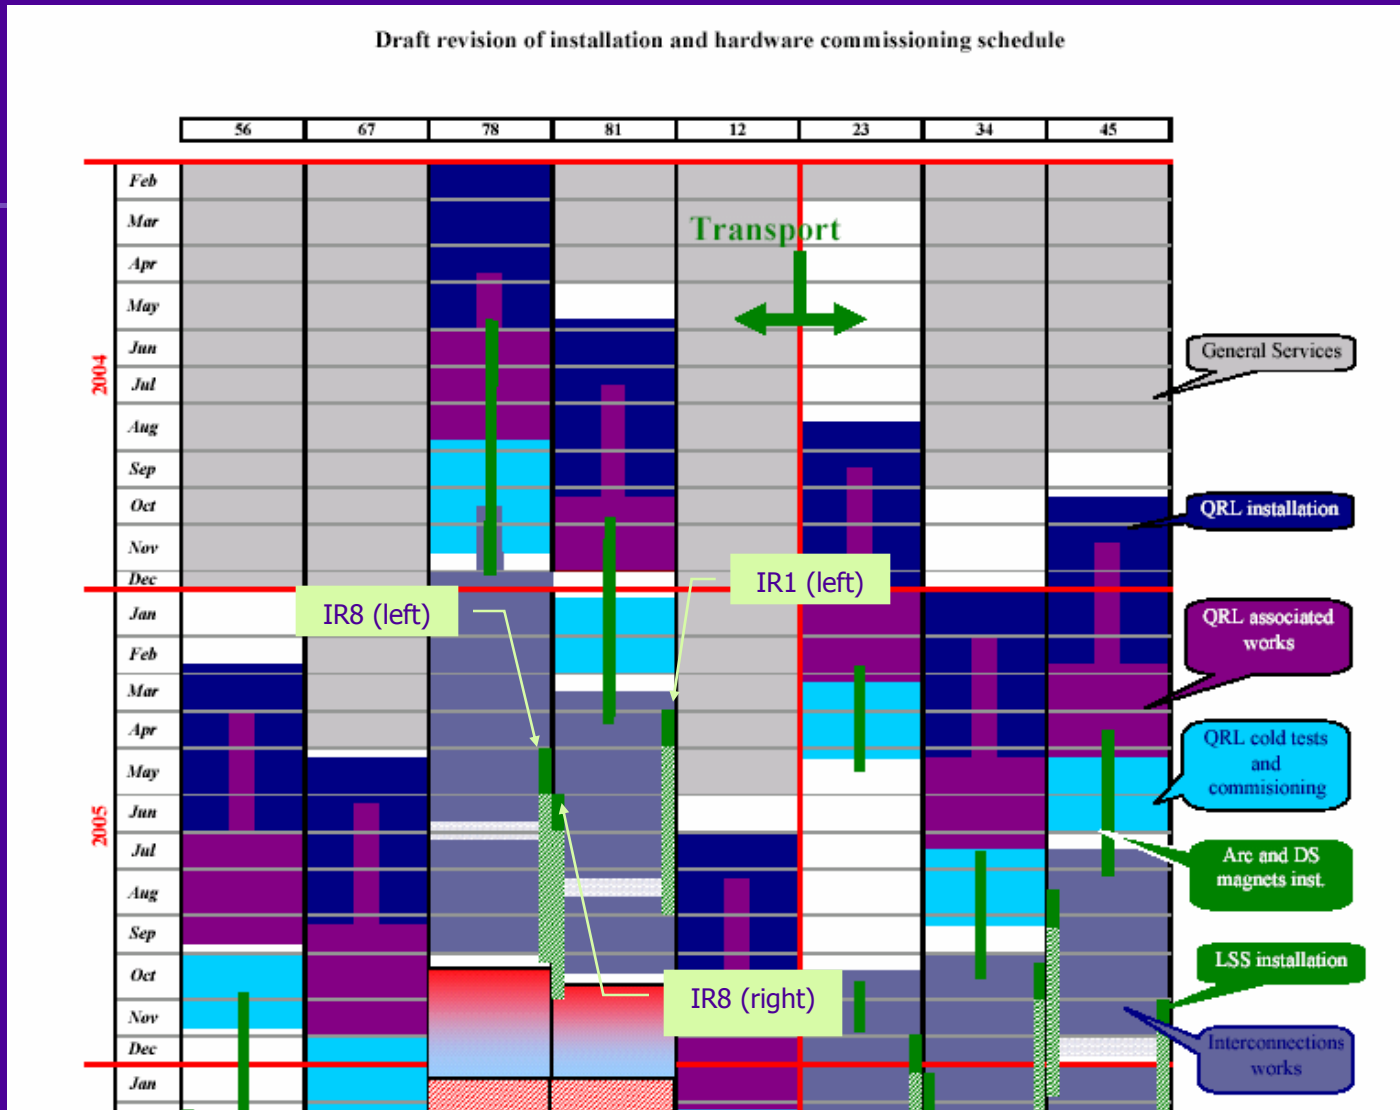 Draft revision of installation and hardware commissioning schedule
56 67 78 81 12 23 34 45
2004
Feb
Mar
Transport
Apr
May
Jun
General Services
Jul
Aug
Sep
Oct
QRL installation
Nov
Dec
IR1 (left)
2005
Jan
IR8 (left)
QRL associated
works
Feb
Mar
Apr
QRL cold tests
and
commisioning
May
Jun
Jul
Arc and DS
magnets inst.
Aug
Sep
LSS installation
Oct
IR8 (right)
Nov
Dec
Interconnections
works
Jan